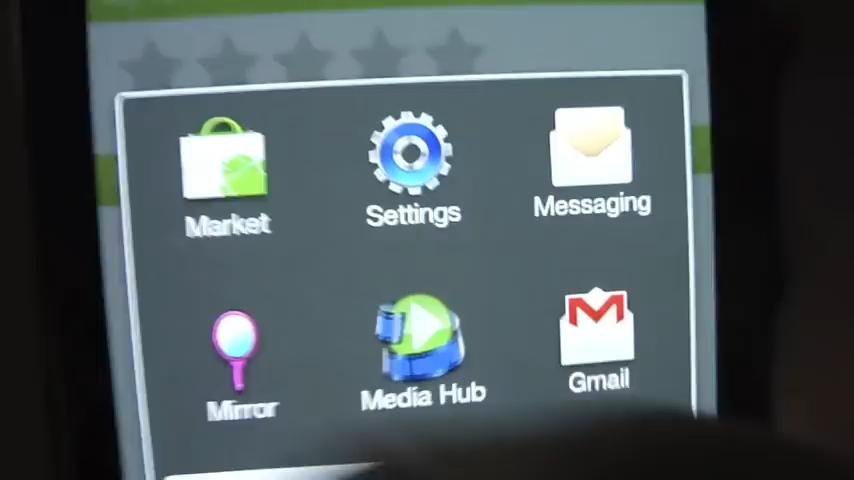 Market
Settings
Messaging
Mirror
Media Hub
Gmail